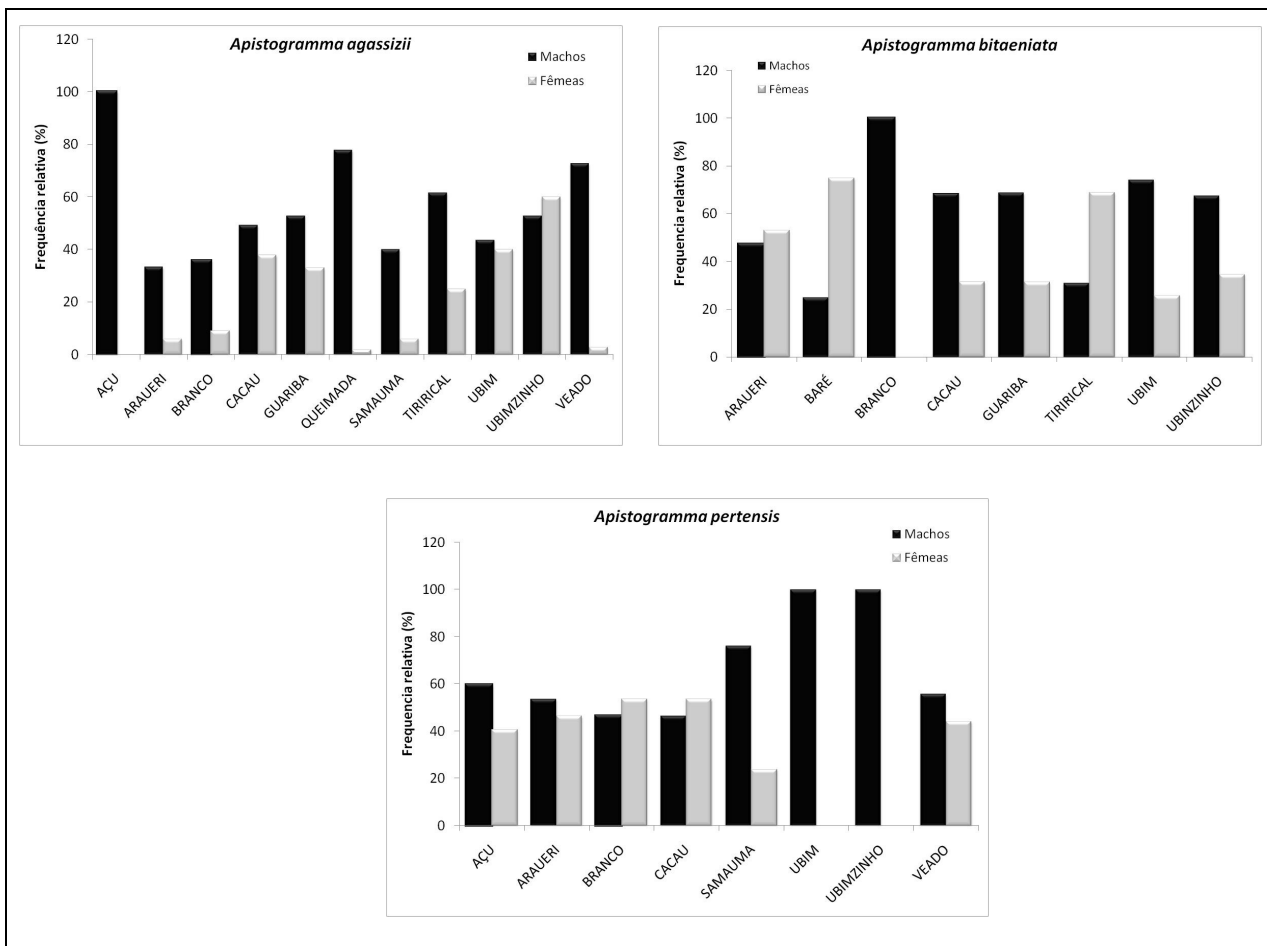 Apistogramma agassizii
Machos
Fêmeas
Frequência relativa (%)
120
100
80
60
40
20
0
AÇU
ARAUERI
BRANCO
CACAU
GUARIBA
QUEIMADA
SAMAUMA
TIRIRICAL
UBIM
UBIMZINHO
VEADO
Apistogramma bitaeniata
Machos
Fêmeas
Frequencia relativa (%)
120
100
80
60
40
20
0
ARAUERI
BARÉ
BRANCO
CACAU
GUARIBA
TIRIRICAL
UBIM
UBINZINHO
Apistogramma pertensis
Machos
Fêmeas
Frequencia relativa (%)
120
100
80
60
40
20
0
AÇU
ARAUERI
BRANCO
CACAU
SAMAUMA
UBIM
UBIMZINHO
VEADO